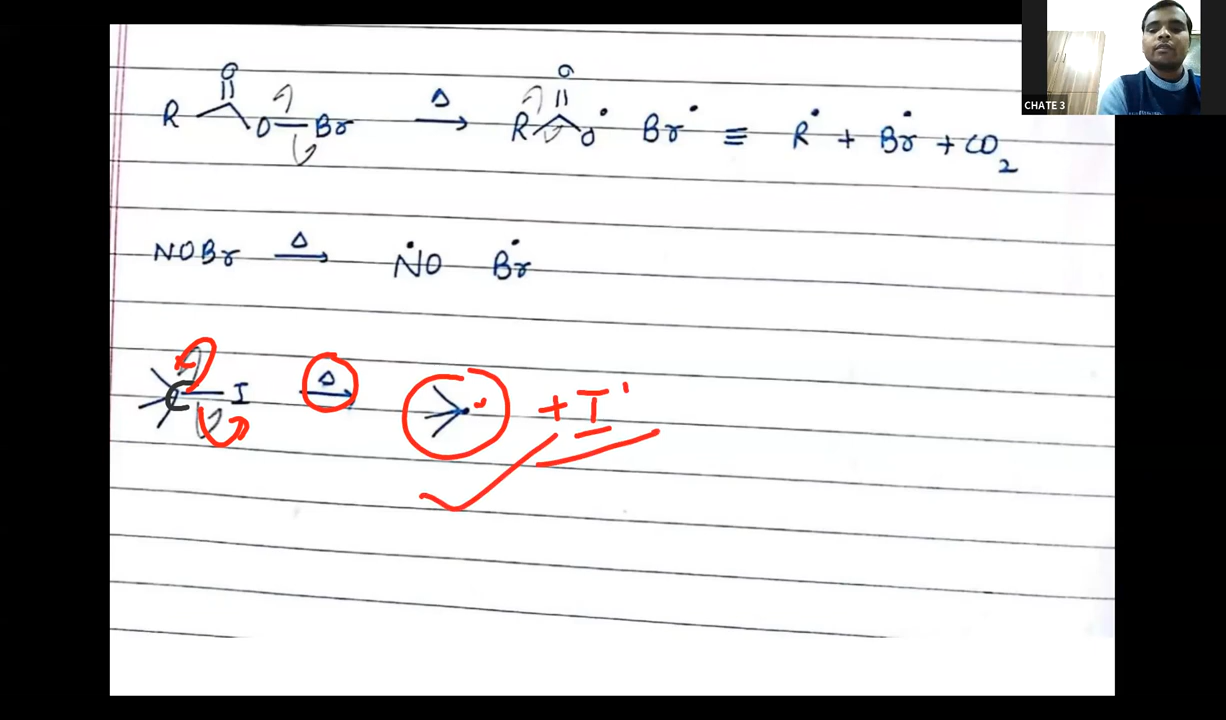 CHATE 3
O O
R O—Br Δ→ R O• Br• ≡ R• + Br• + CO2
NOBr Δ→ •NO Br•
C—I Δ→ • + I•